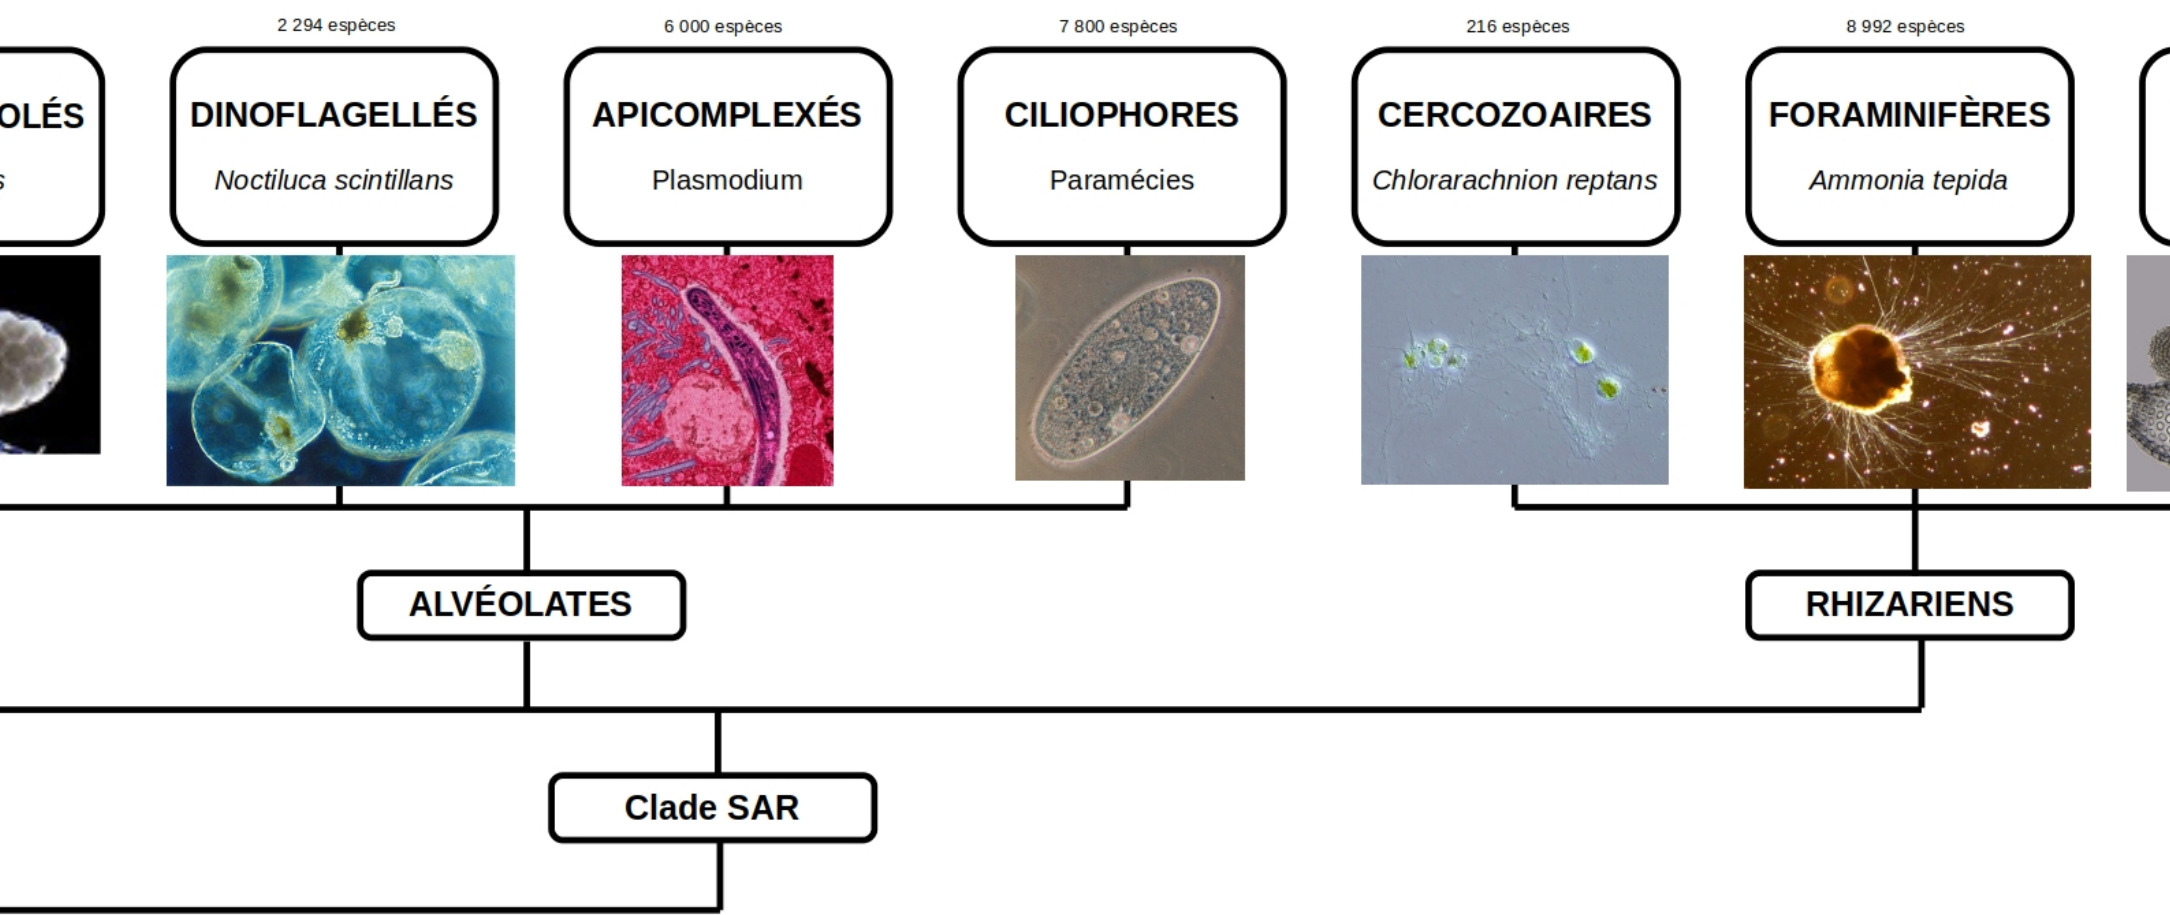 2 294 espèces
6 000 espèces
7 800 espèces
216 espèces
8 992 espèces
DINOFLAGELLÉS
APICOMPLEXÉS
CILIOPHORES
CERCOZOAIRES
FORAMINIFÈRES
Noctiluca scintillans
Plasmodium
Paramécies
Chlorarachnion reptans
Ammonia tepida
ALVÉOLATES
RHIZARIENS
Clade SAR